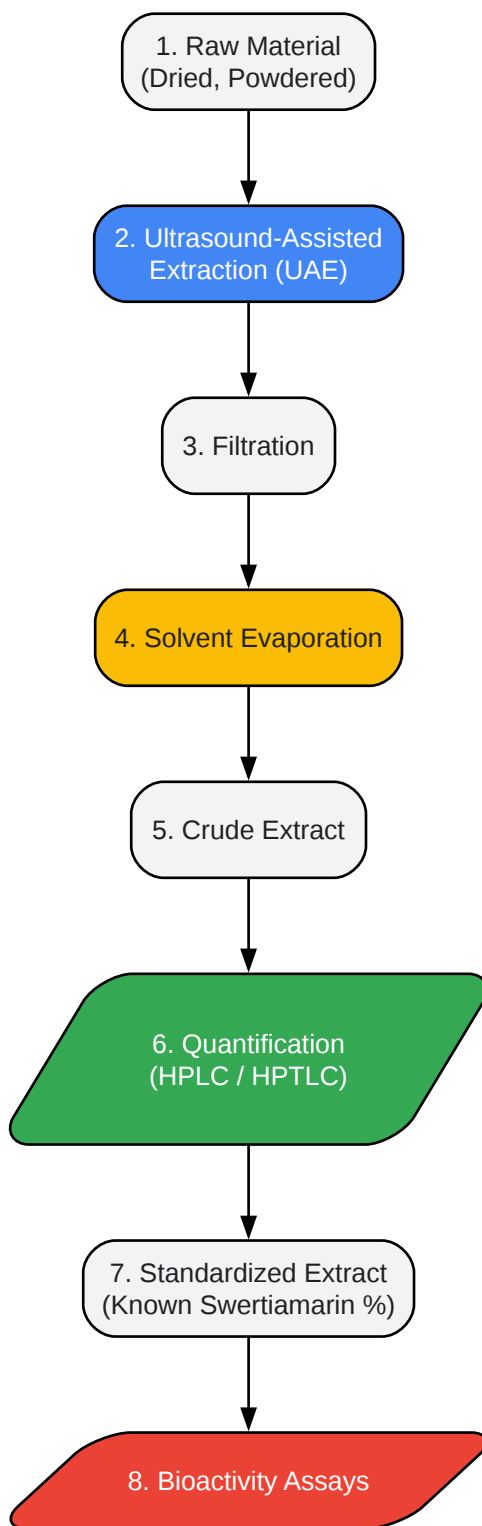 1. Raw Material
(Dried, Powdered)
2. Ultrasound-Assisted
Extraction (UAE)
3. Filtration
4. Solvent Evaporation
5. Crude Extract
6. Quantification
(HPLC / HPTLC)
7. Standardized Extract
(Known Swertiamarin %)
8. Bioactivity Assays